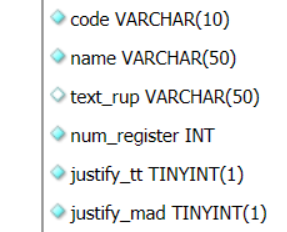 code VARCHAR(10)
name VARCHAR(50)
text_rup VARCHAR(50)
num_register INT
justify_tt TINYINT(1)
justify_mad TINYINT(1)